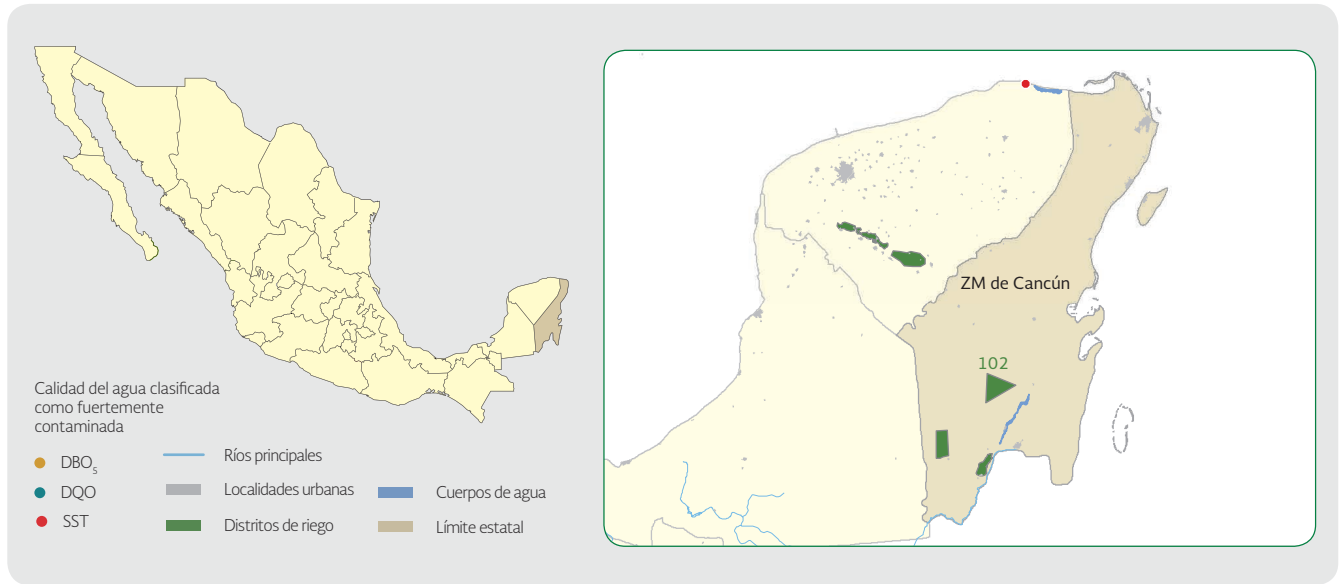 ZM de Cancún
102
Calidad del agua clasificada
como fuertemente
contaminada
DBO₅
DQO
SST
Ríos principales
Localidades urbanas
Distritos de riego
Cuerpos de agua
Límite estatal